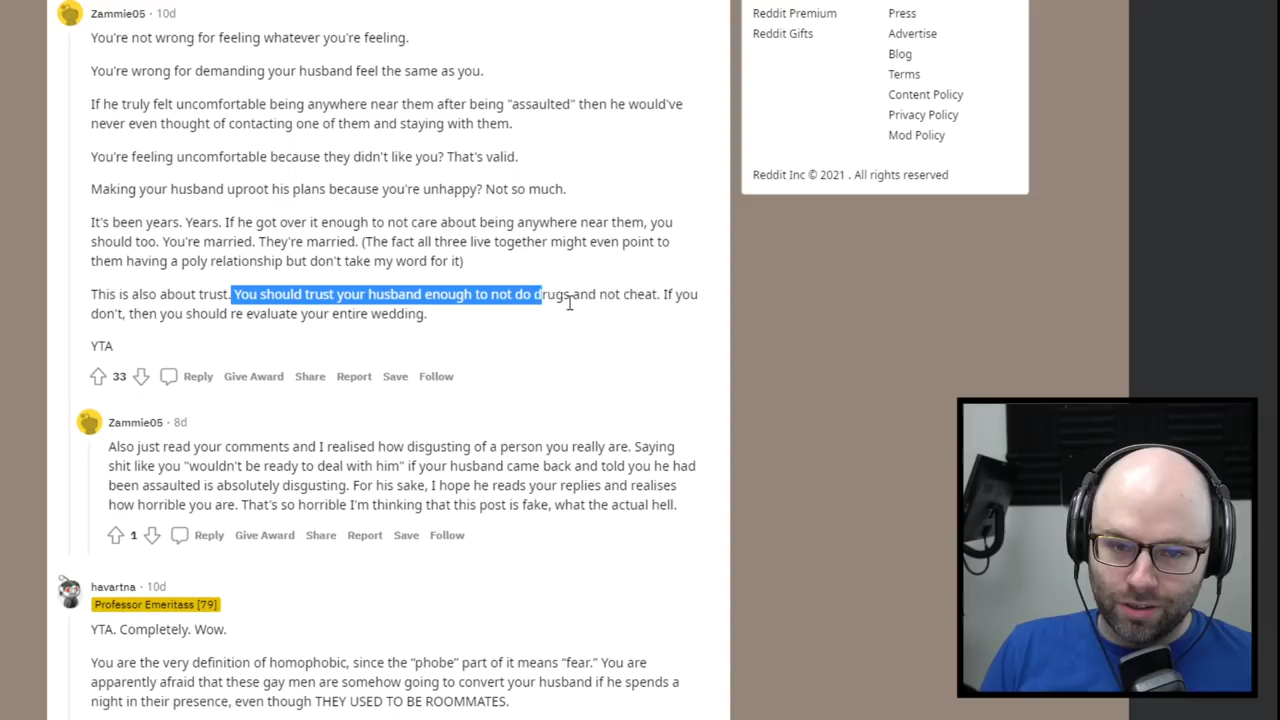 Zammie05 · 10d
You're not wrong for feeling whatever you're feeling.
You're wrong for demanding your husband feel the same as you.
If he truly felt uncomfortable being anywhere near them after being "assaulted" then he would've
never even thought of contacting one of them and staying with them.
You're feeling uncomfortable because they didn't like you? That's valid.
Making your husband uproot his plans because you're unhappy? Not so much.
It's been years. Years. If he got over it enough to not care about being anywhere near them, you
should too. You're married. They're married. (The fact all three live together might even point to
them having a poly relationship but don't take my word for it)
This is also about trust. You should trust your husband enough to not do drugs and not cheat. If you
don't, then you should re evaluate your entire wedding.
YTA
33 Reply Give Award Share Report Save Follow
Zammie05 · 8d
Also just read your comments and I realised how disgusting of a person you really are. Saying
shit like you "wouldn't be ready to deal with him" if your husband came back and told you he had
been assaulted is absolutely disgusting. For his sake, I hope he reads your replies and realises
how horrible you are. That's so horrible I'm thinking that this post is fake, what the actual hell.
1 Reply Give Award Share Report Save Follow
havartna · 10d
Professor Emeritass [79]
YTA. Completely. Wow.
You are the very definition of homophobic, since the “phobe” part of it means “fear.” You are
apparently afraid that these gay men are somehow going to convert your husband if he spends a
night in their presence, even though THEY USED TO BE ROOMMATES.
Reddit Premium
Reddit Gifts
Press
Advertise
Blog
Terms
Content Policy
Privacy Policy
Mod Policy
Reddit Inc © 2021 . All rights reserved